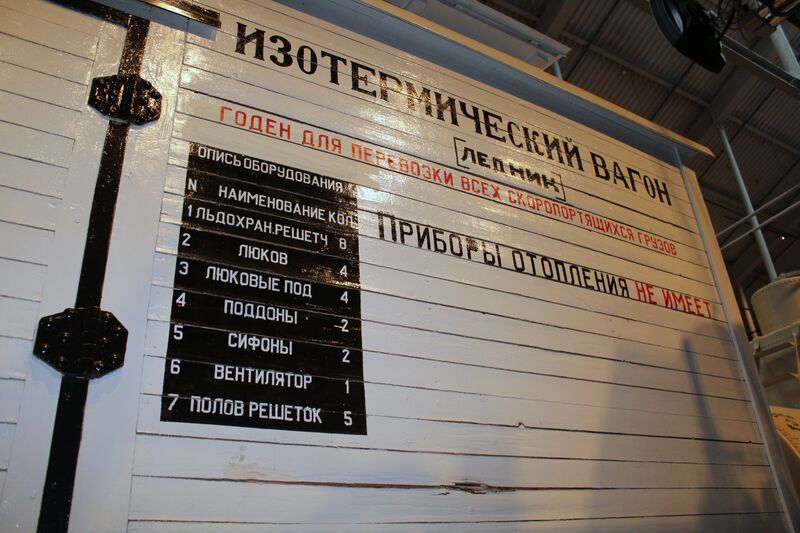 ИЗОТЕРМИЧЕСКИЙ ВАГОН
ЛЕДНИК
ГОДЕН ДЛЯ ПЕРЕВОЗКИ ВСЕХ СКОРОПОРТЯЩИХСЯ ГРУЗОВ
ПРИБОРЫ ОТОПЛЕНИЯ НЕ ИМЕЕТ
ОПИСЬ ОБОРУДОВАНИЯ
N НАИМЕНОВАНИЕ КОЛ.
1 ЛЬДОХРАН.РЕШЕТЧ 8
2 ЛЮКОВ 4
3 ЛЮКОВЫЕ ПОД 4
4 ПОДДОНЫ 2
5 СИФОНЫ 2
6 ВЕНТИЛЯТОР 1
7 ПОЛОВ РЕШЕТОК 5